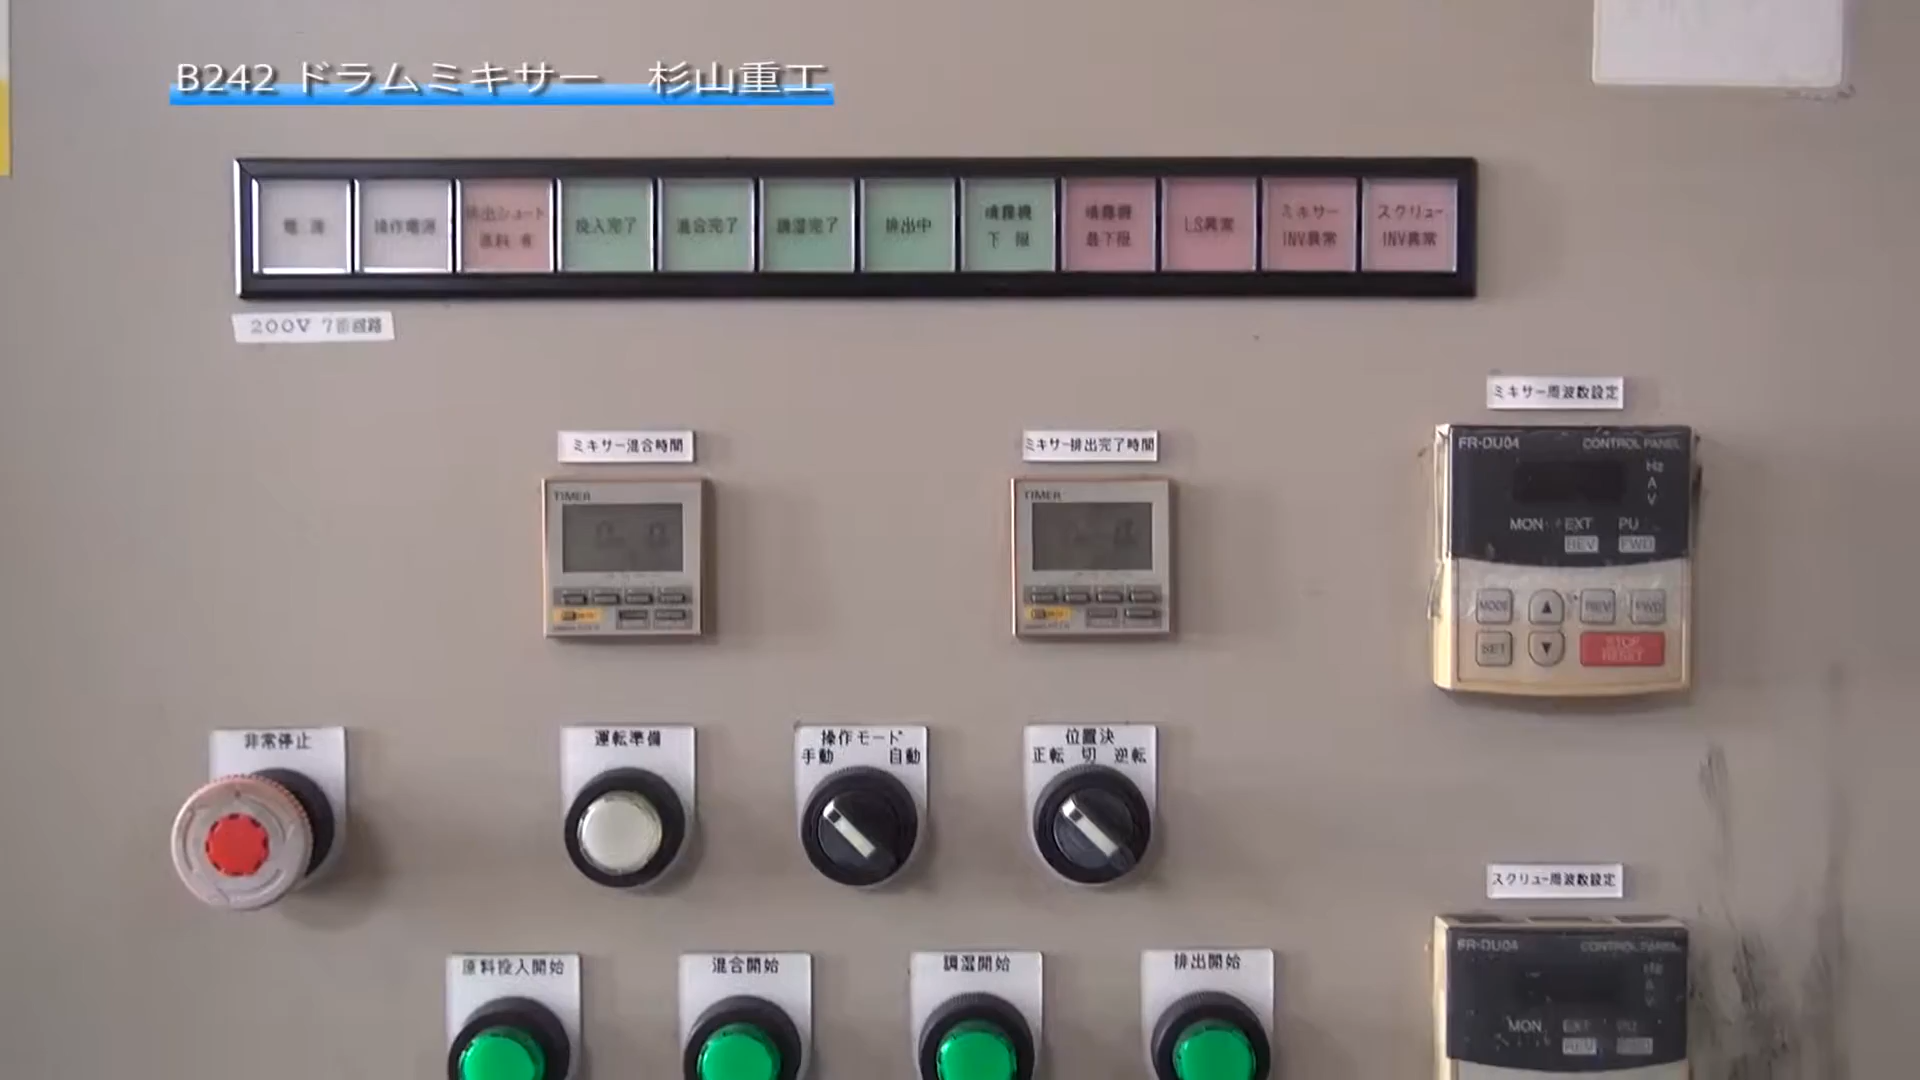 B242 ドラムミキサー　杉山重工
電 源
操作電源
排出シュート
原料 有
投入完了
混合完了
調湿完了
排出中
噴霧機
下 限
噴霧機
最下限
LS異常
ミキサー
INV異常
スクリュー
INV異常
200V 7番回路
ミキサー周波数設定
ミキサー混合時間
ミキサー排出完了時間
FR-DU04 CONTROL PANEL
Hz
A
V
MON EXT PU
REV FWD
TIMER
TIMER
MODE ▲ REV FWD
SET ▼ STOP
RESET
非常停止
運転準備
操作モード
手動 自動
位置決
正転 切 逆転
スクリュー周波数設定
原料投入開始
混合開始
調湿開始
排出開始
FR-DU04 CONTROL PANEL
Hz
A
V
MON EXT PU
REV